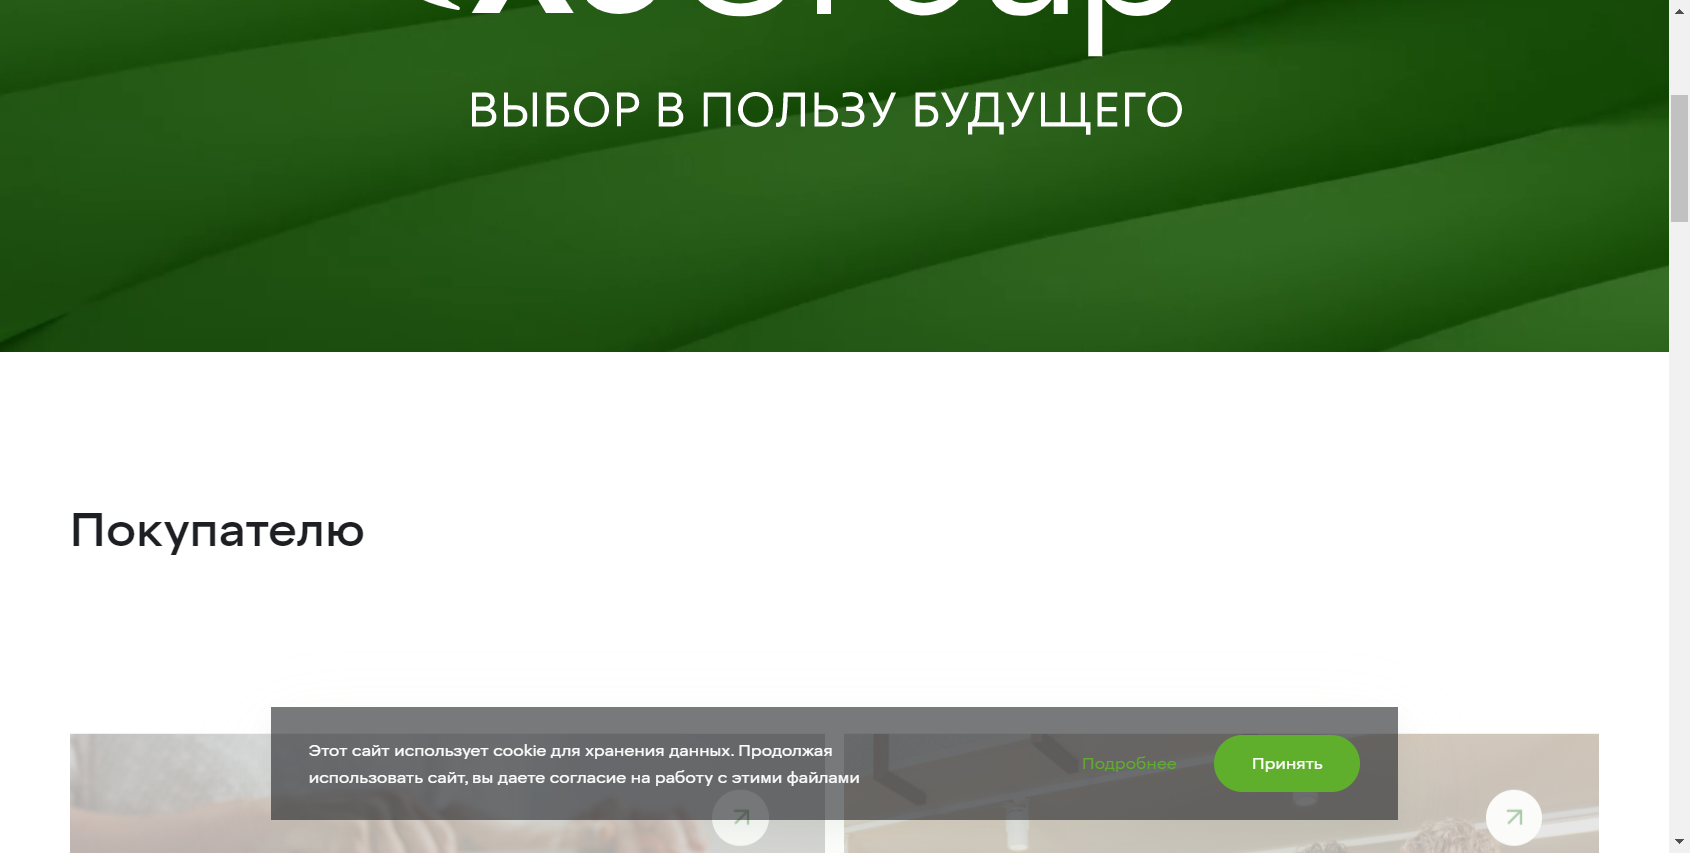 ВЫБОР В ПОЛЬЗУ БУДУЩЕГО
Покупателю
Этот сайт использует cookie для хранения данных. Продолжая
использовать сайт, вы даете согласие на работу с этими файлами
Подробнее
Принять